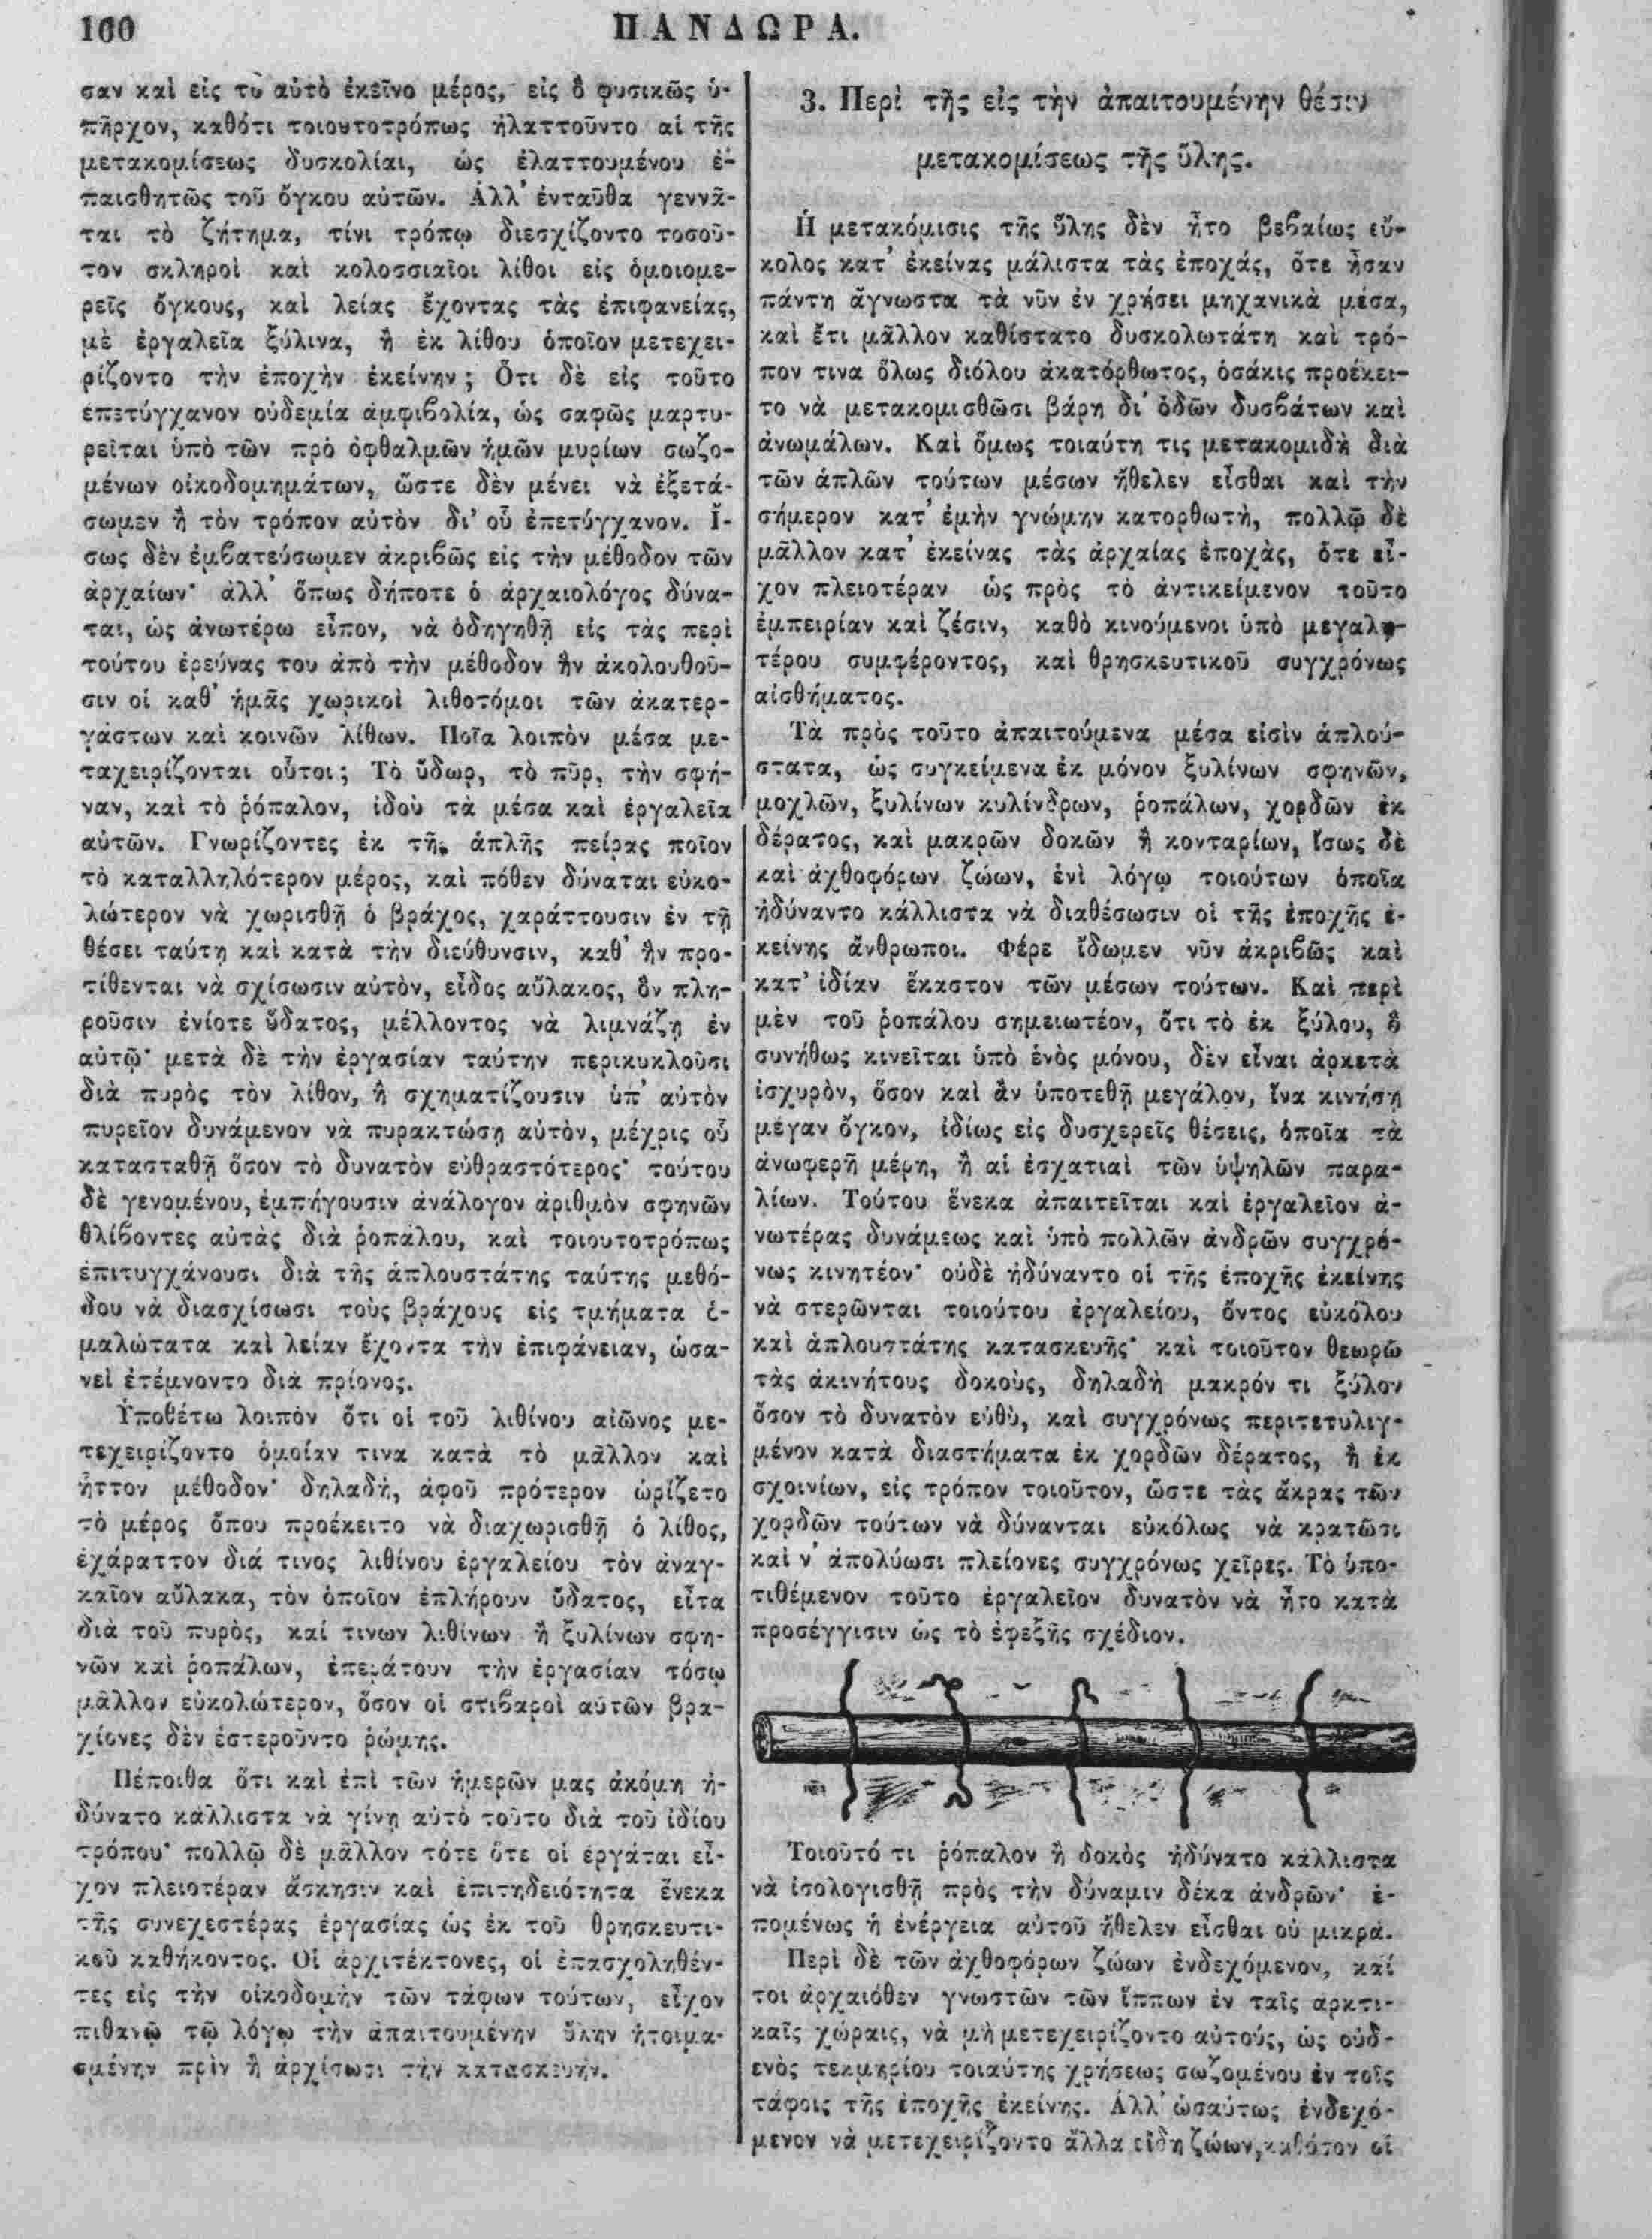 160
ΠΑΝΔΩΡΑ.
σαν καὶ εἰς τὸ αὐτὸ ἐκεῖνο μέρος, εἰς ὃ φυσικῶς ὑ-
πῆρχον, καθότι τοιουτοτρόπως ἠλαττοῦντο αἱ τῆς
μετακομίσεως δυσκολίαι, ὡς ἐλαττουμένου ἐ-
παισθητῶς τοῦ ὄγκου αὐτῶν. Ἀλλ' ἐνταῦθα γεννᾶ-
ται τὸ ζήτημα, τίνι τρόπῳ διεσχίζοντο τοσοῦ-
τον σκληροὶ καὶ κολοσσιαῖοι λίθοι εἰς ὁμοιομε-
ρεῖς ὄγκους, καὶ λείας ἔχοντας τὰς ἐπιφανείας,
μὲ ἐργαλεῖα ξύλινα, ἢ ἐκ λίθου ὁποῖον μετεχει-
ρίζοντο τὴν ἐποχὴν ἐκείνην; Ὅτι δὲ εἰς τοῦτο
ἐπετύγχανον οὐδεμία ἀμφιβολία, ὡς σαφῶς μαρτυ-
ρεῖται ὑπὸ τῶν πρὸ ὀφθαλμῶν ἡμῶν μυρίων σωζο-
μένων οἰκοδομημάτων, ὥστε δὲν μένει νὰ ἐξετά-
σωμεν ἢ τὸν τρόπον αὐτὸν δι' οὗ ἐπετύγχανον. Ἴ-
σως δὲν ἐμβατεύσωμεν ἀκριβῶς εἰς τὴν μέθοδον τῶν
ἀρχαίων· ἀλλ' ὅπως δήποτε ὁ ἀρχαιολόγος δύνα-
ται, ὡς ἀνωτέρω εἶπον, νὰ ὁδηγηθῇ εἰς τὰς περὶ
τούτου ἐρεύνας του ἀπὸ τὴν μέθοδον ἣν ἀκολουθοῦ-
σιν οἱ καθ' ἡμᾶς χωρικοὶ λιθοτόμοι τῶν ἀκατερ-
γάστων καὶ κοινῶν λίθων. Ποῖα λοιπὸν μέσα με-
ταχειρίζονται οὗτοι; Τὸ ὕδωρ, τὸ πῦρ, τὴν σφή-
ναν, καὶ τὸ ῥόπαλον, ἰδοὺ τὰ μέσα καὶ ἐργαλεῖα
αὐτῶν. Γνωρίζοντες ἐκ τῆς ἁπλῆς πείρας ποῖον
τὸ καταλληλότερον μέρος, καὶ πόθεν δύναται εὐκο-
λώτερον νὰ χωρισθῇ ὁ βράχος, χαράττουσιν ἐν τῇ
θέσει ταύτῃ καὶ κατὰ τὴν διεύθυνσιν, καθ' ἣν προ-
τίθενται νὰ σχίσωσιν αὐτὸν, εἶδος αὔλακος, ὃν πλη-
ροῦσιν ἐνίοτε ὕδατος, μέλλοντος νὰ λιμνάζῃ ἐν
αὐτῷ· μετὰ δὲ τὴν ἐργασίαν ταύτην περικυκλοῦσι
διὰ πυρὸς τὸν λίθον, ἢ σχηματίζουσιν ὑπ' αὐτὸν
πυρεῖον δυνάμενον νὰ πυρακτώσῃ αὐτὸν, μέχρις οὗ
κατασταθῇ ὅσον τὸ δυνατὸν εὐθραστότερος· τούτου
δὲ γενομένου, ἐμπήγουσιν ἀνάλογον ἀριθμὸν σφηνῶν
θλίβοντες αὐτὰς διὰ ῥοπάλου, καὶ τοιουτοτρόπως
ἐπιτυγχάνουσι διὰ τῆς ἁπλουστάτης ταύτης μεθό-
δου νὰ διασχίσωσι τοὺς βράχους εἰς τμήματα ὁ-
μαλώτατα καὶ λείαν ἔχοντα τὴν ἐπιφάνειαν, ὡσα-
νεὶ ἐτέμνοντο διὰ πρίονος.
Ὑποθέτω λοιπὸν ὅτι οἱ τοῦ λιθίνου αἰῶνος με-
τεχειρίζοντο ὁμοίαν τινα κατὰ τὸ μᾶλλον καὶ
ἧττον μέθοδον· δηλαδὴ, ἀφοῦ πρότερον ὡρίζετο
τὸ μέρος ὅπου προέκειτο νὰ διαχωρισθῇ ὁ λίθος,
ἐχάραττον διά τινος λιθίνου ἐργαλείου τὸν ἀναγ-
καῖον αὔλακα, τὸν ὁποῖον ἐπλήρουν ὕδατος, εἶτα
διὰ τοῦ πυρὸς, καί τινων λιθίνων ἢ ξυλίνων σφη-
νῶν καὶ ῥοπάλων, ἐπεράτουν τὴν ἐργασίαν τόσῳ
μᾶλλον εὐκολώτερον, ὅσον οἱ στιβαροὶ αὐτῶν βρα-
χίονες δὲν ἐστεροῦντο ῥώμης.
Πέποιθα ὅτι καὶ ἐπὶ τῶν ἡμερῶν μας ἀκόμη ἠ-
δύνατο κάλλιστα νὰ γίνῃ αὐτὸ τοῦτο διὰ τοῦ ἰδίου
τρόπου· πολλῷ δὲ μᾶλλον τότε ὅτε οἱ ἐργάται εἶ-
χον πλειοτέραν ἄσκησιν καὶ ἐπιτηδειότητα ἕνεκα
τῆς συνεχεστέρας ἐργασίας ὡς ἐκ τοῦ θρησκευτι-
κοῦ καθήκοντος. Οἱ ἀρχιτέκτονες, οἱ ἐπασχοληθέν-
τες εἰς τὴν οἰκοδομὴν τῶν τάφων τούτων, εἶχον
πιθανῷ τῷ λόγῳ τὴν ἀπαιτουμένην ὕλην ἡτοιμα-
σμένην πρὶν ἢ ἀρχίσωσι τὴν κατασκευήν.
3. Περὶ τῆς εἰς τὴν ἀπαιτουμένην θέσιν
μετακομίσεως τῆς ὕλης.
Ἡ μετακόμισις τῆς ὕλης δὲν ἦτο βεβαίως εὔ-
κολος κατ' ἐκείνας μάλιστα τὰς ἐποχάς, ὅτε ἦσαν
πάντη ἄγνωστα τὰ νῦν ἐν χρήσει μηχανικὰ μέσα,
καὶ ἔτι μᾶλλον καθίστατο δυσκολωτάτη καὶ τρό-
πον τινα ὅλως διόλου ἀκατόρθωτος, ὁσάκις προέκει-
το νὰ μετακομισθῶσι βάρη δι' ὁδῶν δυσβάτων καὶ
ἀνωμάλων. Καὶ ὅμως τοιαύτη τις μετακομιδὴ διὰ
τῶν ἁπλῶν τούτων μέσων ἤθελεν εἶσθαι καὶ τὴν
σήμερον κατ' ἐμὴν γνώμην κατορθωτὴ, πολλῷ δὲ
μᾶλλον κατ' ἐκείνας τὰς ἀρχαίας ἐποχὰς, ὅτε εἶ-
χον πλειοτέραν ὡς πρὸς τὸ ἀντικείμενον τοῦτο
ἐμπειρίαν καὶ ζέσιν, καθὸ κινούμενοι ὑπὸ μεγαλῳ-
τέρου συμφέροντος, καὶ θρησκευτικοῦ συγχρόνως
αἰσθήματος.
Τὰ πρὸς τοῦτο ἀπαιτούμενα μέσα εἰσὶν ἁπλού-
στατα, ὡς συγκείμενα ἐκ μόνον ξυλίνων σφηνῶν,
μοχλῶν, ξυλίνων κυλίνδρων, ῥοπάλων, χορδῶν ἐκ
δέρατος, καὶ μακρῶν δοκῶν ἢ κονταρίων, ἴσως δὲ
καὶ ἀχθοφόρων ζώων, ἑνὶ λόγῳ τοιούτων ὁποῖα
ἠδύναντο κάλλιστα νὰ διαθέσωσιν οἱ τῆς ἐποχῆς ἐ-
κείνης ἄνθρωποι. Φέρε ἴδωμεν νῦν ἀκριβῶς καὶ
κατ' ἰδίαν ἕκαστον τῶν μέσων τούτων. Καὶ περὶ
μὲν τοῦ ῥοπάλου σημειωτέον, ὅτι τὸ ἐκ ξύλου, ὃ
συνήθως κινεῖται ὑπὸ ἑνὸς μόνου, δὲν εἶναι ἀρκετὰ
ἰσχυρὸν, ὅσον καὶ ἂν ὑποτεθῇ μεγάλον, ἵνα κινήσῃ
μέγαν ὄγκον, ἰδίως εἰς δυσχερεῖς θέσεις, ὁποῖα τὰ
ἀνωφερῆ μέρη, ἢ αἱ ἐσχατιαὶ τῶν ὑψηλῶν παρα-
λίων. Τούτου ἕνεκα ἀπαιτεῖται καὶ ἐργαλεῖον ἀ-
νωτέρας δυνάμεως καὶ ὑπὸ πολλῶν ἀνδρῶν συγχρό-
νως κινητέον· οὐδὲ ἠδύναντο οἱ τῆς ἐποχῆς ἐκείνης
νὰ στερῶνται τοιούτου ἐργαλείου, ὄντος εὐκόλου
καὶ ἁπλουστάτης κατασκευῆς· καὶ τοιοῦτον θεωρῶ
τὰς ἀκινήτους δοκοὺς, δηλαδὴ μακρόν τι ξύλον
ὅσον τὸ δυνατὸν εὐθὺ, καὶ συγχρόνως περιτετυλιγ-
μένον κατὰ διαστήματα ἐκ χορδῶν δέρατος, ἢ ἐκ
σχοινίων, εἰς τρόπον τοιοῦτον, ὥστε τὰς ἄκρας τῶν
χορδῶν τούτων νὰ δύνανται εὐκόλως νὰ κρατῶσι
καὶ ν' ἀπολύωσι πλείονες συγχρόνως χεῖρες. Τὸ ὑπο-
τιθέμενον τοῦτο ἐργαλεῖον δυνατὸν νὰ ἦτο κατὰ
προσέγγισιν ὡς τὸ ἐφεξῆς σχέδιον.
Τοιοῦτό τι ῥόπαλον ἢ δοκὸς ἠδύνατο κάλλιστα
νὰ ἰσολογισθῇ πρὸς τὴν δύναμιν δέκα ἀνδρῶν· ἑ-
πομένως ἡ ἐνέργεια αὐτοῦ ἤθελεν εἶσθαι οὐ μικρά.
Περὶ δὲ τῶν ἀχθοφόρων ζώων ἐνδεχόμενον, καί
τοι ἀρχαιόθεν γνωστῶν τῶν ἵππων ἐν ταῖς ἀρκτι-
καῖς χώραις, νὰ μὴ μετεχειρίζοντο αὐτούς, ὡς οὐδ-
ενὸς τεκμηρίου τοιαύτης χρήσεως σωζομένου ἐν τοῖς
τάφοις τῆς ἐποχῆς ἐκείνης. Ἀλλ' ὡσαύτως ἐνδεχό-
μενον νὰ μετεχειρίζοντο ἄλλα εἴδη ζώων, καθότον οἱ